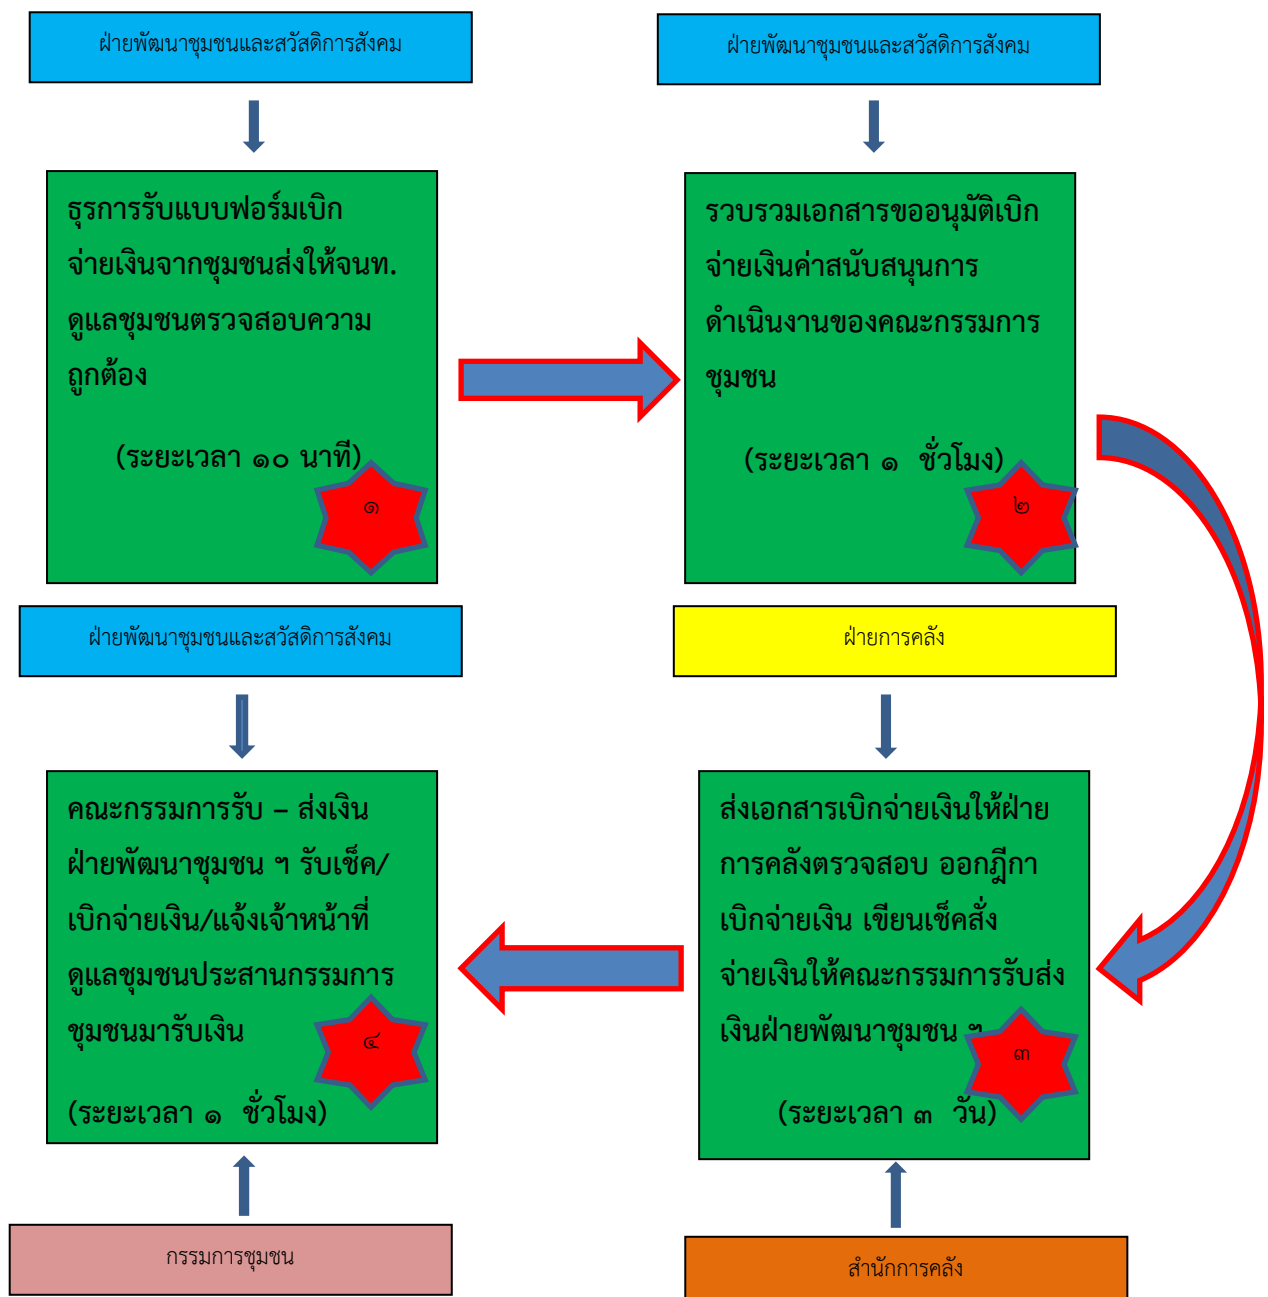 ฝ่ายพัฒนาชุมชนและสวัสดิการสังคม
ธุรการรับแบบฟอร์มเบิก
จ่ายเงินจากชุมชนส่งให้จนท.
ดูแลชุมชนตรวจสอบความ
ถูกต้อง
(ระยะเวลา ๑๐ นาที)
๑
ฝ่ายพัฒนาชุมชนและสวัสดิการสังคม
รวบรวมเอกสารขออนุมัติเบิก
จ่ายเงินค่าสนับสนุนการ
ดำเนินงานของคณะกรรมการ
ชุมชน
(ระยะเวลา ๑ ชั่วโมง)
๒
ฝ่ายการคลัง
ส่งเอกสารเบิกจ่ายเงินให้ฝ่าย
การคลังตรวจสอบ ออกฎีกา
เบิกจ่ายเงิน เขียนเช็คสั่ง
จ่ายเงินให้คณะกรรมการรับส่ง
เงินฝ่ายพัฒนาชุมชน ฯ
๓
(ระยะเวลา ๓ วัน)
สำนักการคลัง
ฝ่ายพัฒนาชุมชนและสวัสดิการสังคม
คณะกรรมการรับ – ส่งเงิน
ฝ่ายพัฒนาชุมชน ฯ รับเช็ค/
เบิกจ่ายเงิน/แจ้งเจ้าหน้าที่
ดูแลชุมชนประสานกรรมการ
ชุมชนมารับเงิน
๔
(ระยะเวลา ๑ ชั่วโมง)
กรรมการชุมชน